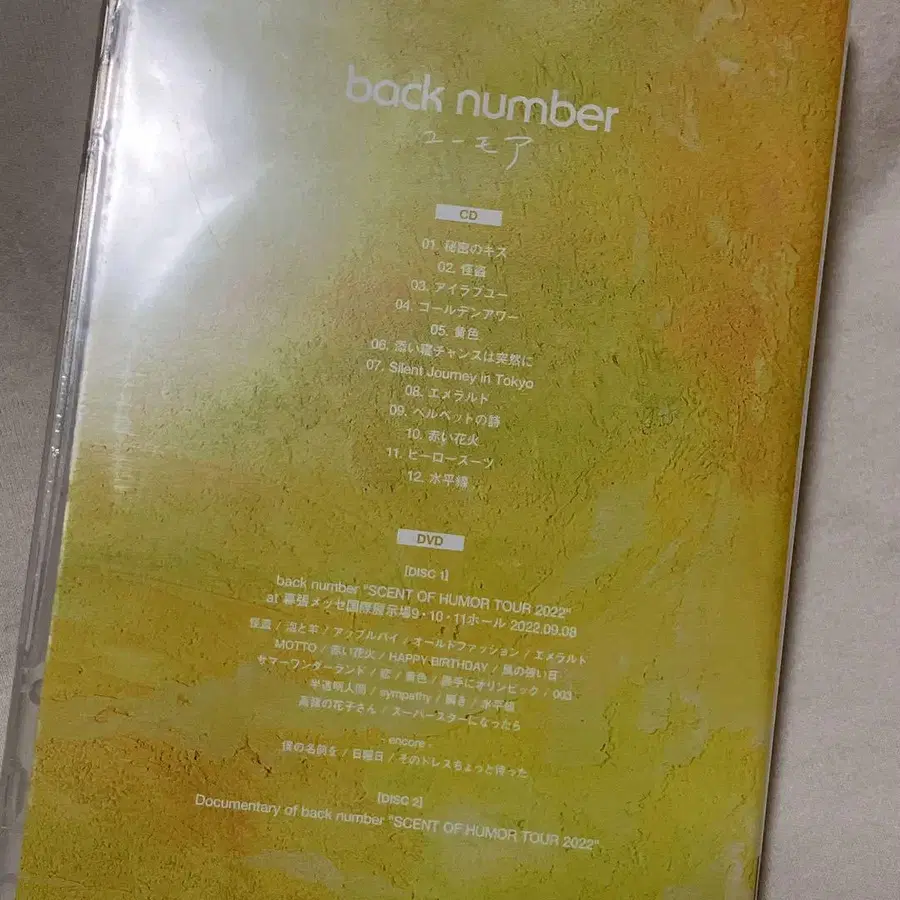 back number
ユーモア
CD
01. 秘密のキス
02. 怪盗
03. アイラブユー
04. ゴールデンアワー
05. 黄色
06. 添い寝チャンスは突然に
07. Silent Journey in Tokyo
08. エメラルド
09. ベルベットの詩
10. 赤い花火
11. ヒーロースーツ
12. 水平線
DVD
[DISC 1]
back number "SCENT OF HUMOR TOUR 2022"
at 幕張メッセ国際展示場9・10・11ホール 2022.09.08
怪盗 / 泡と羊 / アップルパイ / オールドファッション / エメラルド
MOTTO / 赤い花火 / HAPPY BIRTHDAY / 風の強い日
サマーワンダーランド / 恋 / 黄色 / 勝手にオリンピック / 003
半透明人間 / sympathy / 瞬き / 水平線
高嶺の花子さん / スーパースターになったら
- encore -
僕の名前を / 日曜日 / そのドレスちょっと待った
[DISC 2]
Documentary of back number "SCENT OF HUMOR TOUR 2022"